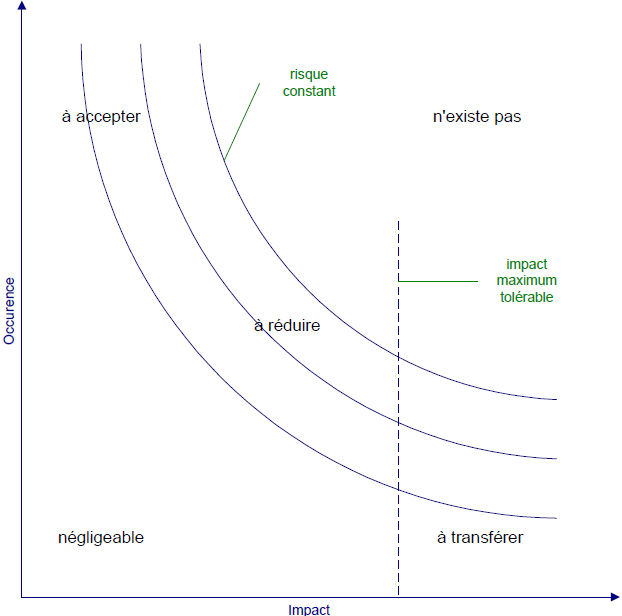 risque
constant
à accepter
n'existe pas
impact
maximum
tolérable
Occurence
à réduire
négligeable
à transférer
Impact